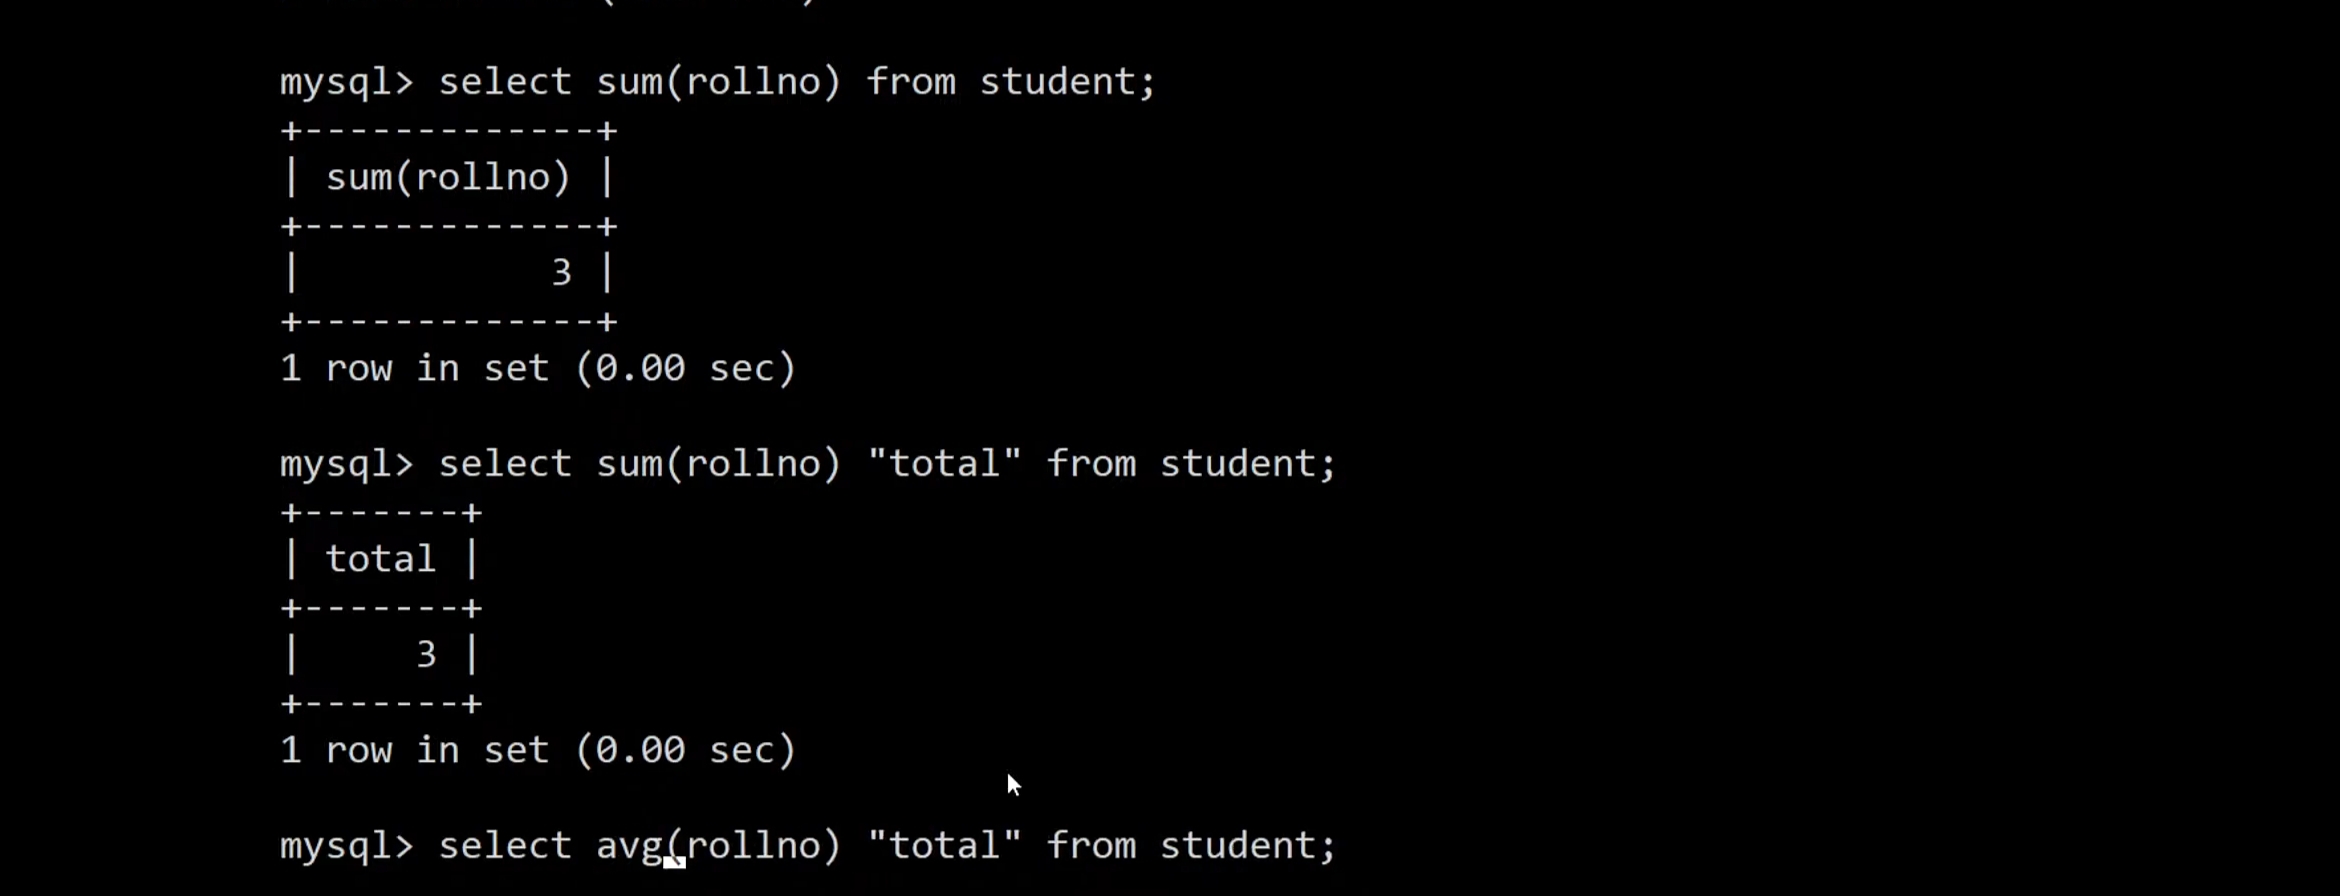 mysql> select sum(rollno) from student;
+-------------+
| sum(rollno) |
+-------------+
|           3 |
+-------------+
1 row in set (0.00 sec)
mysql> select sum(rollno) "total" from student;
+-------+
| total |
+-------+
|     3 |
+-------+
1 row in set (0.00 sec)
mysql> select avg(rollno) "total" from student;